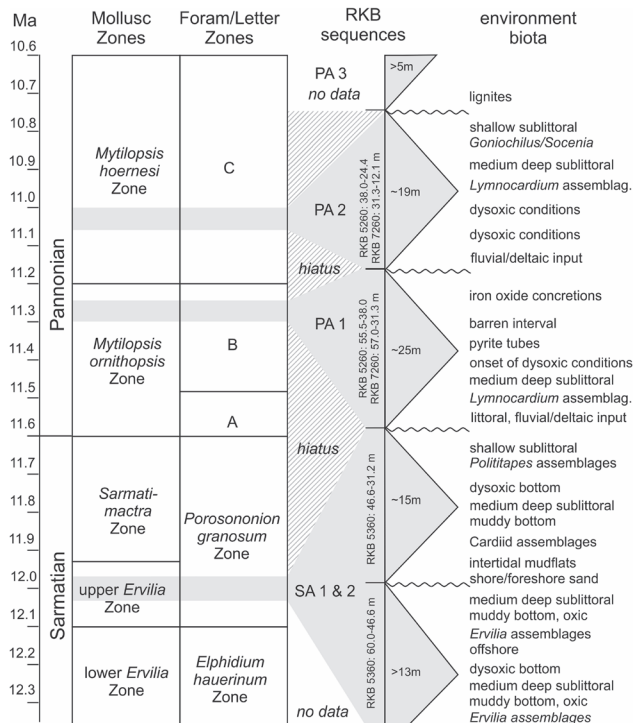 Ma
Mollusc
Zones
Foram/Letter
Zones
RKB
sequences
environment
biota
10.6
10.7
10.8
10.9
11.0
11.1
11.2
11.3
11.4
11.5
11.6
11.7
11.8
11.9
12.0
12.1
12.2
12.3
Pannonian
Sarmatian
Mytilopsis
hoernesi
Zone
Mytilopsis
ornithopsis
Zone
Sarmati-
mactra
Zone
upper Ervilia
Zone
lower Ervilia
Zone
C
B
A
Porosononion
granosum
Zone
Elphidium
hauerinum
Zone
PA 3
no data
PA 2
hiatus
PA 1
hiatus
SA 1 & 2
no data
RKB 5260: 38.0-24.4
RKB 7260: 31.3-12.1 m
RKB 5260: 55.5-38.0
RKB 7260: 57.0-31.3 m
RKB 5360: 46.6-31.2 m
RKB 5360: 60.0-46.6 m
>5m
~19m
~25m
~15m
>13m
lignites
shallow sublittoral
Goniochilus/Socenia
medium deep sublittoral
Lymnocardium assemblag.
dysoxic conditions
dysoxic conditions
fluvial/deltaic input
iron oxide concretions
barren interval
pyrite tubes
onset of dysoxic conditions
medium deep sublittoral
Lymnocardium assemblag.
littoral, fluvial/deltaic input
shallow sublittoral
Polititapes assemblages
dysoxic bottom
medium deep sublittoral
muddy bottom
Cardiid assemblages
intertidal mudflats
shore/foreshore sand
medium deep sublittoral
muddy bottom, oxic
Ervilia assemblages
offshore
dysoxic bottom
medium deep sublittoral
muddy bottom, oxic
Ervilia assemblages